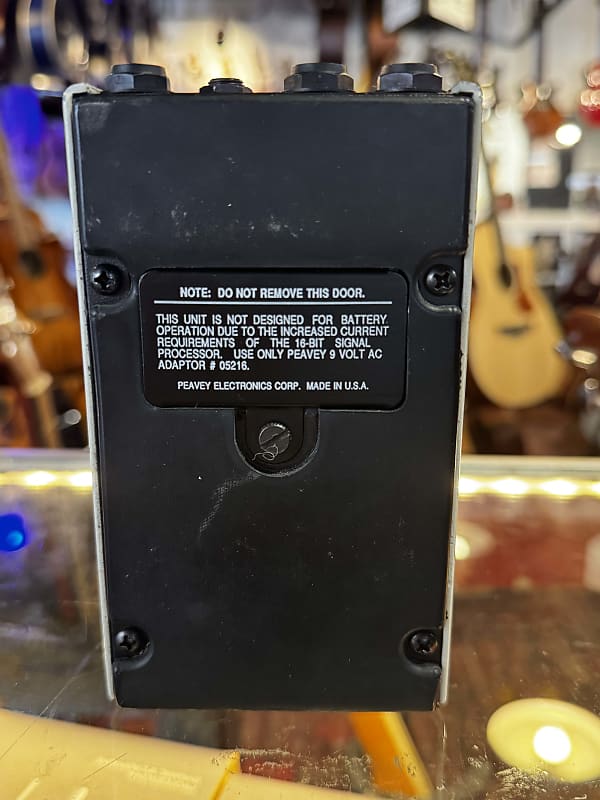 NOTE: DO NOT REMOVE THIS DOOR.
THIS UNIT IS NOT DESIGNED FOR BATTERY
OPERATION DUE TO THE INCREASED CURRENT
REQUIREMENTS OF THE 16-BIT SIGNAL
PROCESSOR. USE ONLY PEAVEY 9 VOLT AC
ADAPTOR # 05216.
PEAVEY ELECTRONICS CORP. MADE IN U.S.A.